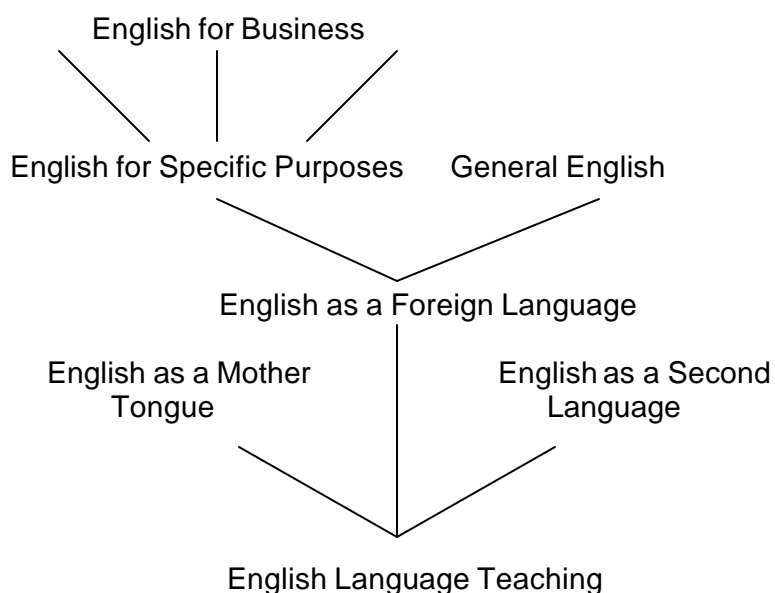 English for Business
English for Specific Purposes
General English
English as a Foreign Language
English as a Mother
Tongue
English as a Second
Language
English Language Teaching